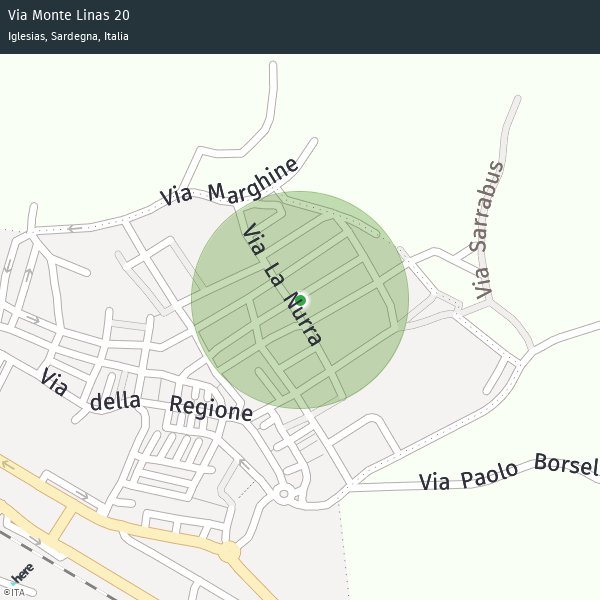 Via Monte Linas 20
Iglesias, Sardegna, Italia
Via Marghine
Via Sarrabus
Via La Nurra
Via della Regione
Via Paolo Borsel
here
©ITA